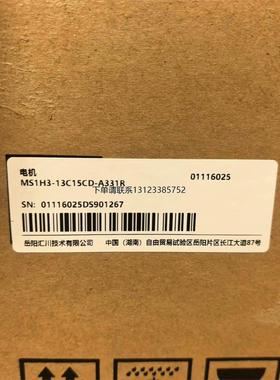 电机
MS1H3-13C15CD-A331R
01116025
下单请联系13123385752
SN: 01116025DS901267
岳阳汇川技术有限公司 中国（湖南）自由贸易试验区岳阳片区长江大道87号